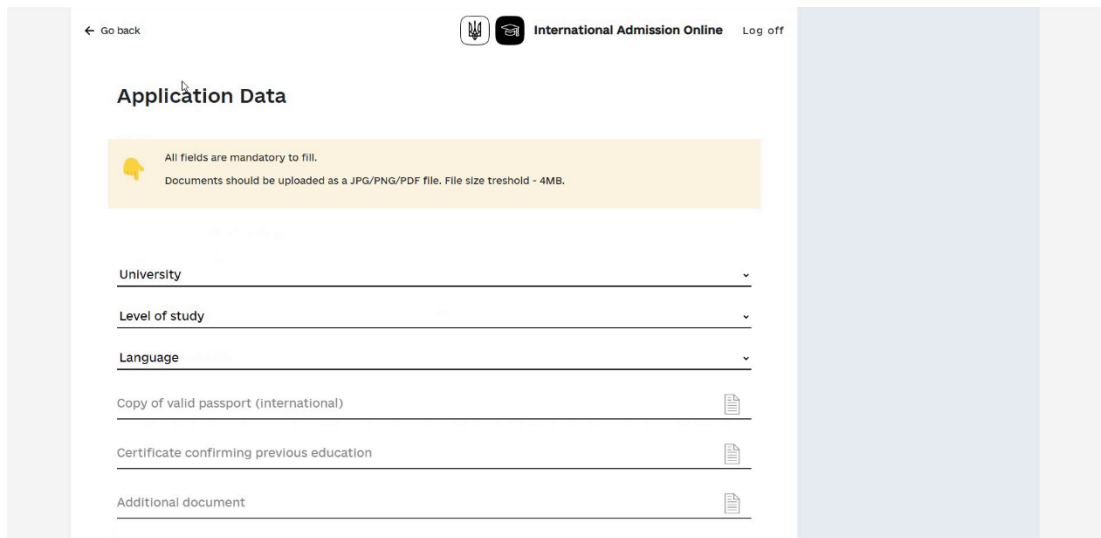 ← Go back
International Admission Online
Log off
Application Data
All fields are mandatory to fill.
Documents should be uploaded as a JPG/PNG/PDF file. File size treshold - 4MB.
University
Level of study
Language
Copy of valid passport (international)
Certificate confirming previous education
Additional document